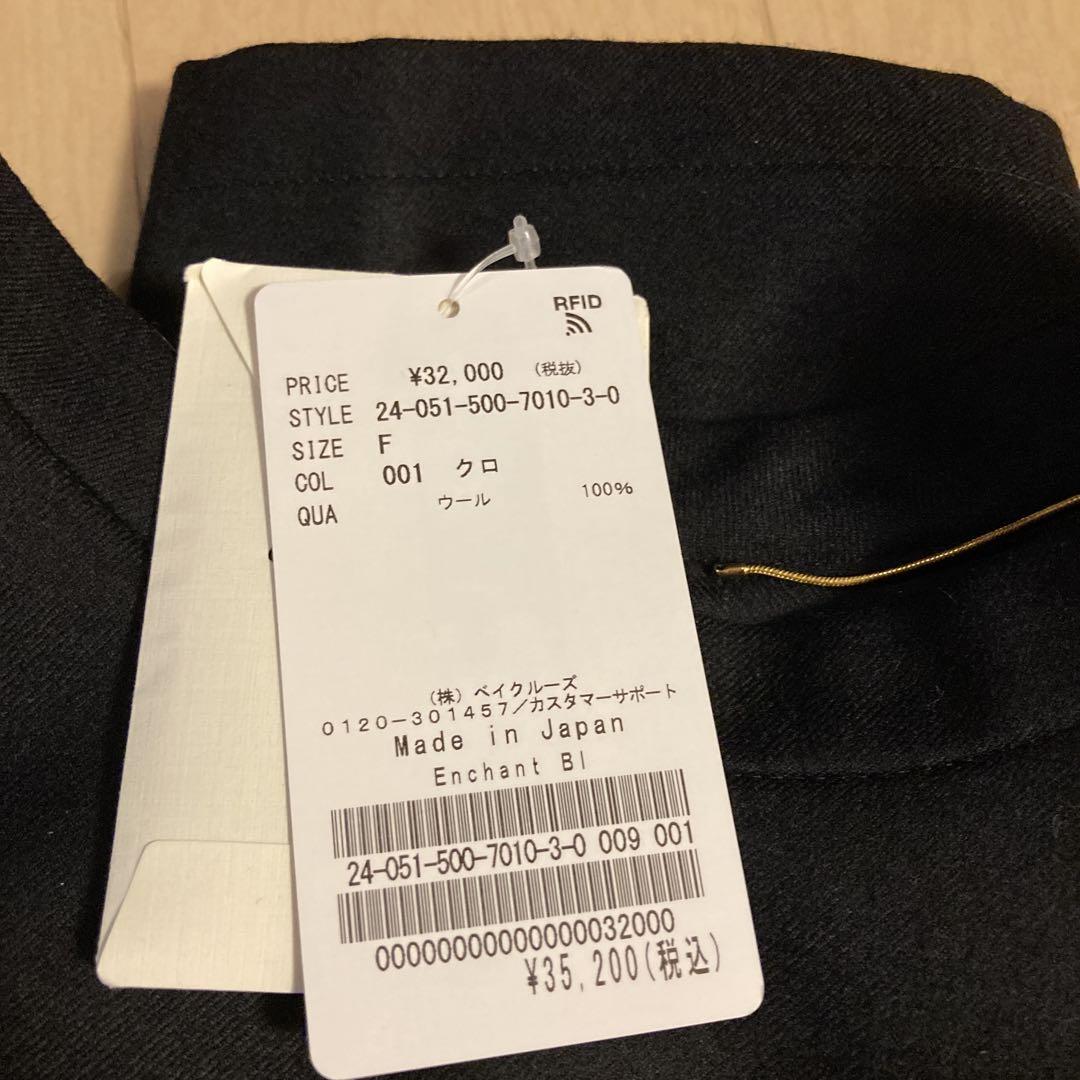 RFID
PRICE ¥32,000 (税抜)
STYLE 24-051-500-7010-3-0
SIZE F
COL 001 クロ
QUA ウール 100%
(株) ベイクルーズ
0120-301457/カスタマーサポート
Made in Japan
Enchant Bl
24-051-500-7010-3-0 009 001
00000000000000032000
¥35,200(税込)